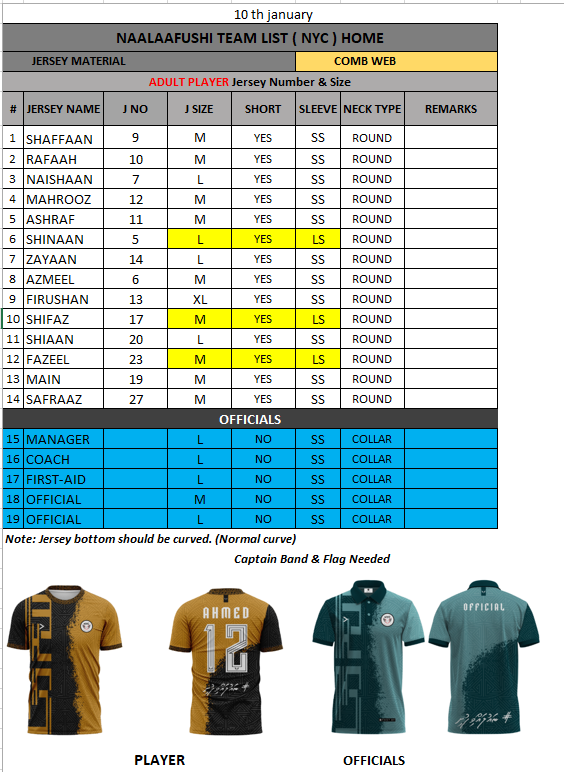 10 th january
NAALAAFUSHI TEAM LIST ( NYC ) HOME
JERSEY MATERIAL COMB WEB
ADULT PLAYER Jersey Number & Size
# JERSEY NAME J NO J SIZE SHORT SLEEVE NECK TYPE REMARKS
1 SHAFFAAN 9 M YES SS ROUND
2 RAFAAH 10 M YES SS ROUND
3 NAISHAAN 7 L YES SS ROUND
4 MAHROOZ 12 M YES SS ROUND
5 ASHRAF 11 M YES SS ROUND
6 SHINAAN 5 L YES LS ROUND
7 ZAYAAN 14 L YES SS ROUND
8 AZMEEL 6 M YES SS ROUND
9 FIRUSHAN 13 XL YES SS ROUND
10 SHIFAZ 17 M YES LS ROUND
11 SHIAAN 20 L YES SS ROUND
12 FAZEEL 23 M YES LS ROUND
13 MAIN 19 M YES SS ROUND
14 SAFRAAZ 27 M YES SS ROUND
OFFICIALS
15 MANAGER L NO SS COLLAR
16 COACH L NO SS COLLAR
17 FIRST-AID L NO SS COLLAR
18 OFFICIAL M NO SS COLLAR
19 OFFICIAL L NO SS COLLAR
Note: Jersey bottom should be curved. (Normal curve)
Captain Band & Flag Needed
AHMED
12
OFFICIAL
PLAYER OFFICIALS